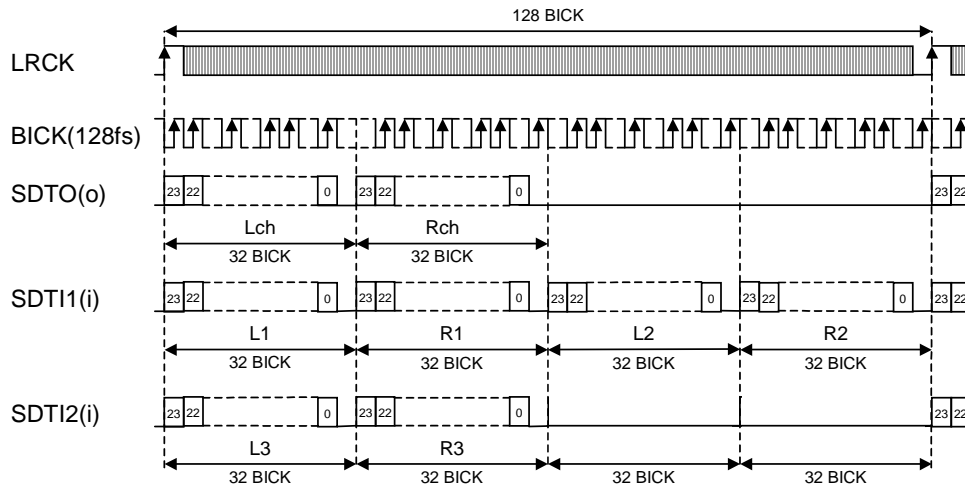 128 BICK
LRCK
BICK(128fs)
SDTO(o)
23 22 0 23 22 0 23 22
Lch Rch
32 BICK 32 BICK
SDTI1(i)
23 22 0 23 22 0 23 22 0 23 22 0 23 22
L1 R1 L2 R2
32 BICK 32 BICK 32 BICK 32 BICK
SDTI2(i)
23 22 0 23 22 0 23 22
L3 R3
32 BICK 32 BICK 32 BICK 32 BICK